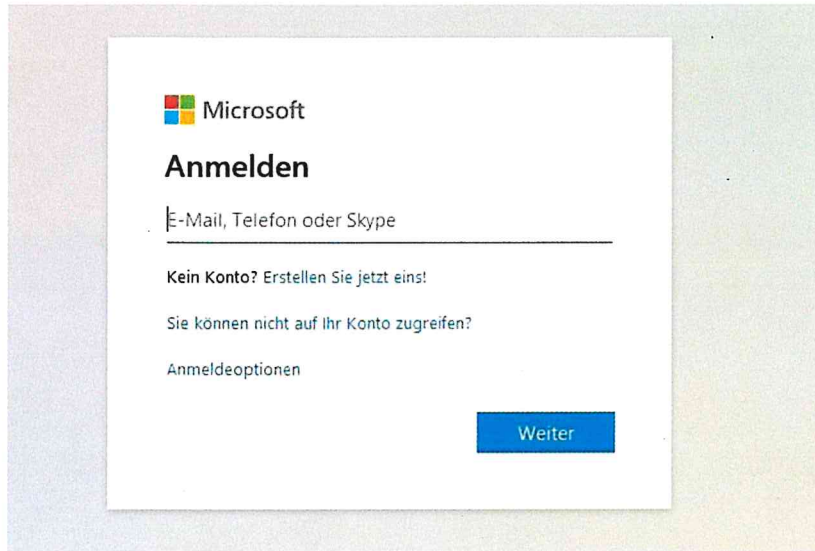 Microsoft
Anmelden
E-Mail, Telefon oder Skype
Kein Konto? Erstellen Sie jetzt eins!
Sie können nicht auf Ihr Konto zugreifen?
Anmeldeoptionen
Weiter